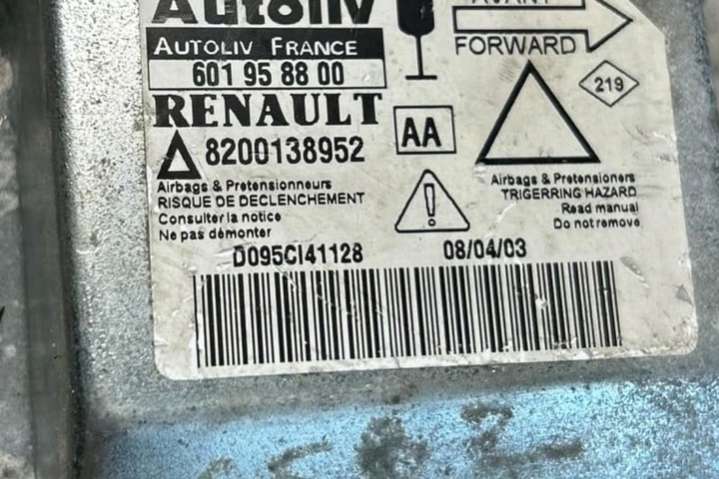 Autoliv
AVANT
FORWARD
AUTOLIV FRANCE
601 95 88 00
219
RENAULT
AA
8200138952
Airbags & Pretensionneurs
RISQUE DE DECLENCHEMENT
Consulter la notice
Ne pas démonter
Airbags & Pretensioners
TRIGERRING HAZARD
Read manual
Do not remove
D095CI41128
08/04/03